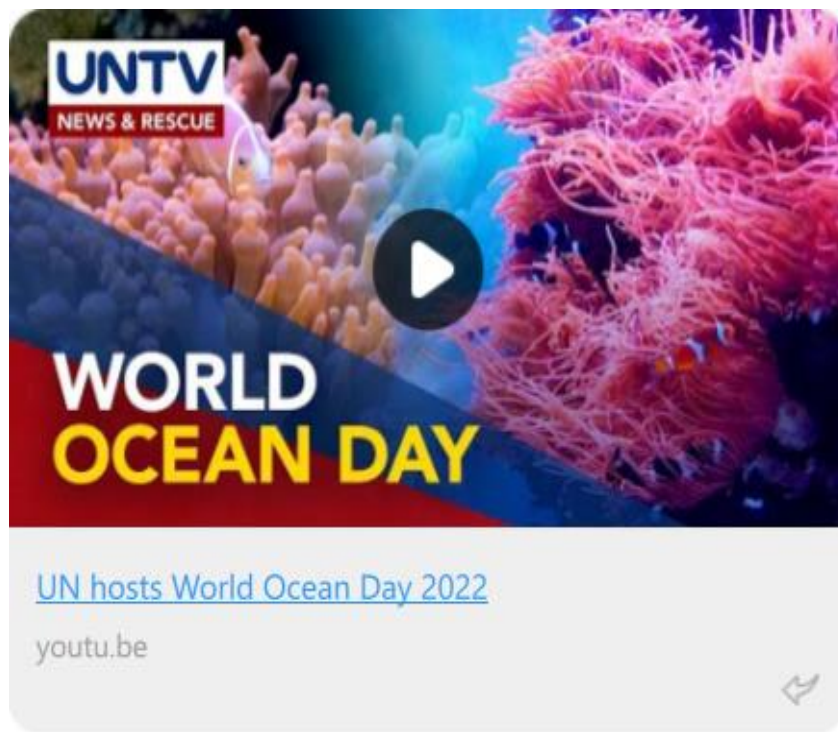 UNTV
NEWS & RESCUE
WORLD
OCEAN DAY
UN hosts World Ocean Day 2022
youtu.be